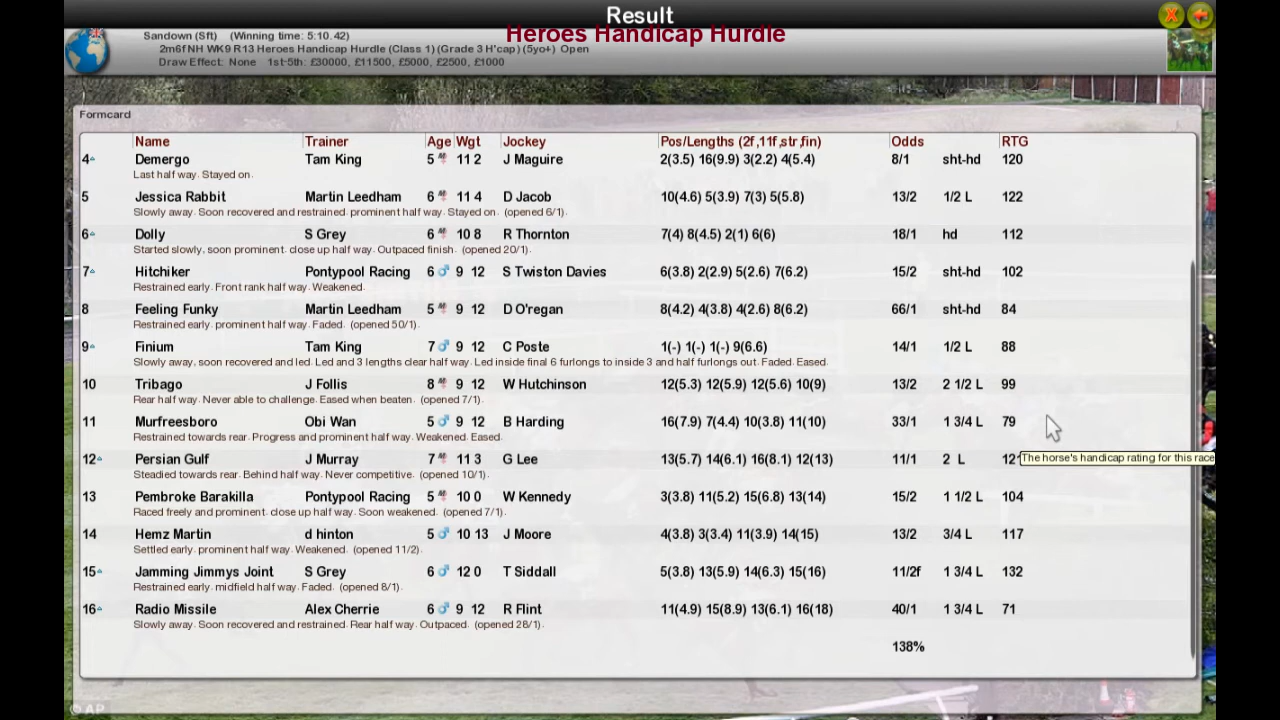 Result
Heroes Handicap Hurdle
Sandown (Sft) (Winning time: 5:10.42)
2m6f NH WK9 R13 Heroes Handicap Hurdle (Class 1) (Grade 3 H'cap) (5yo+) Open
Draw Effect: None 1st-5th: £30000, £11500, £5000, £2500, £1000
Formcard
Name Trainer Age Wgt Jockey Pos/Lengths (2f,11f,str,fin) Odds RTG
4 Demergo Tam King 5 11 2 J Maguire 2(3.5) 16(9.9) 3(2.2) 4(5.4) 8/1 sht-hd 120
Last half way. Stayed on.
5 Jessica Rabbit Martin Leedham 6 11 4 D Jacob 10(4.6) 5(3.9) 7(3) 5(5.8) 13/2 1/2 L 122
Slowly away. Soon recovered and restrained. prominent half way. Stayed on. (opened 6/1).
6 Dolly S Grey 6 10 8 R Thornton 7(4) 8(4.5) 2(1) 6(6) 18/1 hd 112
Started slowly, soon prominent. close up half way. Outpaced finish. (opened 20/1).
7 Hitchiker Pontypool Racing 6 9 12 S Twiston Davies 6(3.8) 2(2.9) 5(2.6) 7(6.2) 15/2 sht-hd 102
Restrained early. Front rank half way. Weakened.
8 Feeling Funky Martin Leedham 5 9 12 D O'regan 8(4.2) 4(3.8) 4(2.6) 8(6.2) 66/1 sht-hd 84
Restrained early. prominent half way. Faded. (opened 50/1).
9 Finium Tam King 7 9 12 C Poste 1(-) 1(-) 1(-) 9(6.6) 14/1 1/2 L 88
Slowly away, soon recovered and led. Led and 3 lengths clear half way. Led inside final 6 furlongs to inside 3 and half furlongs out. Faded. Eased.
10 Tribago J Follis 8 9 12 W Hutchinson 12(5.3) 12(5.9) 12(5.6) 10(9) 13/2 2 1/2 L 99
Rear half way. Never able to challenge. Eased when beaten. (opened 7/1).
11 Murfreesboro Obi Wan 5 9 12 B Harding 16(7.9) 7(4.4) 10(3.8) 11(10) 33/1 1 3/4 L 79
Restrained towards rear. Progress and prominent half way. Weakened. Eased.
12 Persian Gulf J Murray 7 11 3 G Lee 13(5.7) 14(6.1) 16(8.1) 12(13) 11/1 2 L
The horse's handicap rating for this race
Steadied towards rear. Behind half way. Never competitive. (opened 10/1).
13 Pembroke Barakilla Pontypool Racing 5 10 0 W Kennedy 3(3.8) 11(5.2) 15(6.8) 13(14) 15/2 1 1/2 L 104
Raced freely and prominent. close up half way. Soon weakened. (opened 7/1).
14 Hemz Martin d hinton 5 10 13 J Moore 4(3.8) 3(3.4) 11(3.9) 14(15) 13/2 3/4 L 117
Settled early. prominent half way. Weakened. (opened 11/2).
15 Jamming Jimmys Joint S Grey 6 12 0 T Siddall 5(3.8) 13(5.9) 14(6.3) 15(16) 11/2f 1 3/4 L 132
Restrained early. midfield half way. Faded. (opened 8/1).
16 Radio Missile Alex Cherrie 6 9 12 R Flint 11(4.9) 15(8.9) 13(6.1) 16(18) 40/1 1 3/4 L 71
Slowly away. Soon recovered and restrained. Rear half way. Outpaced. (opened 28/1).
138%
© AP